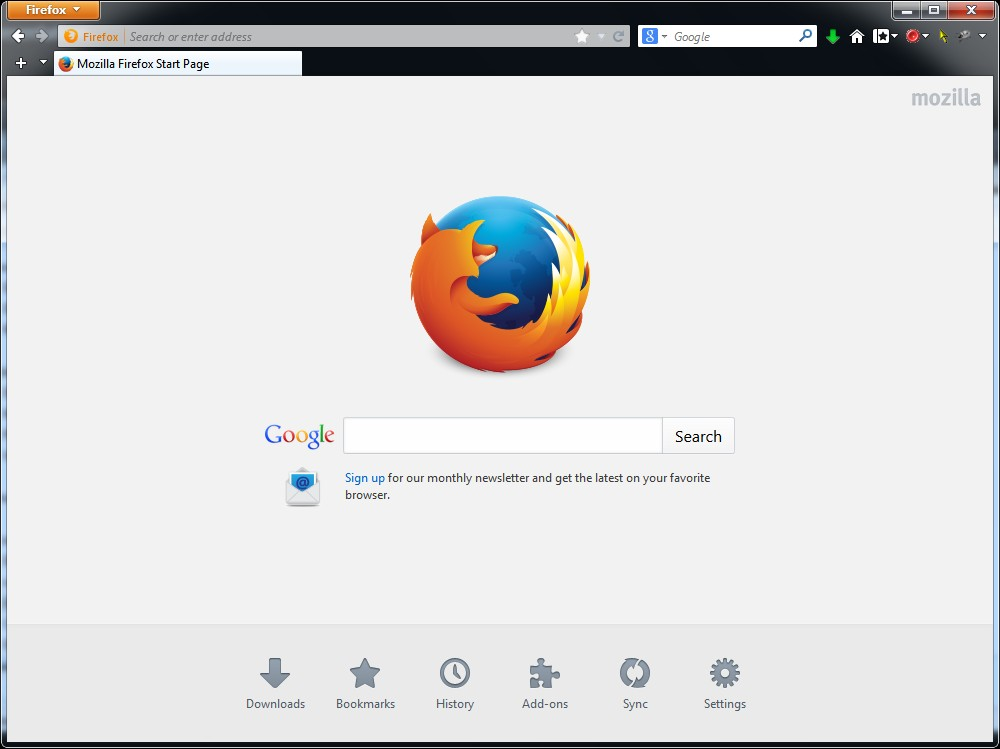 Firefox
Firefox Search or enter address
8 Google
Mozilla Firefox Start Page
mozilla
Google Search
@
Sign up for our monthly newsletter and get the latest on your favorite
browser.
Downloads Bookmarks History Add-ons Sync Settings